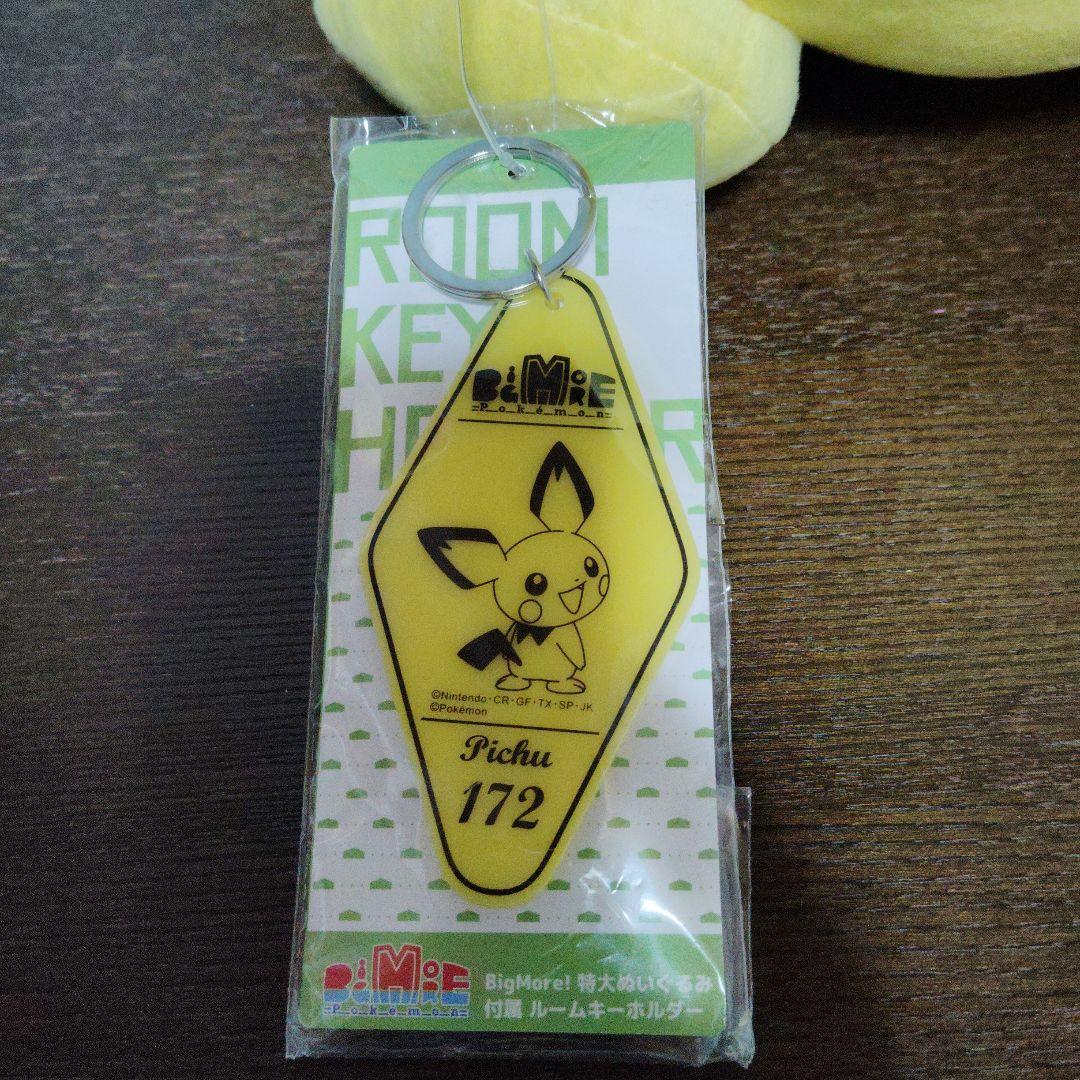 ROOM
KEY
BIGMORE
Pokémon
©Nintendo・CR・GF・TX・SP・JK
©Pokémon
Pichu
172
BIGMORE
Pokémon
BigMore! 特大ぬいぐるみ
付属 ルームキーホルダー